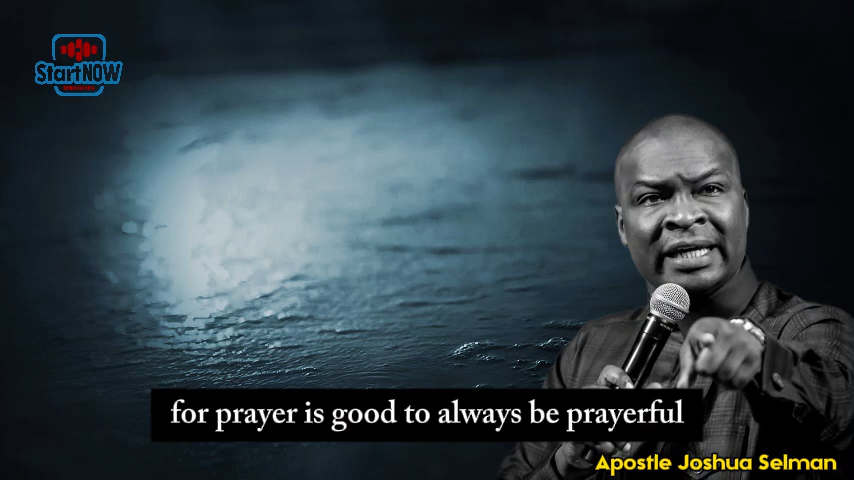 StartNOW
for prayer is good to always be prayerful
Apostle Joshua Selman